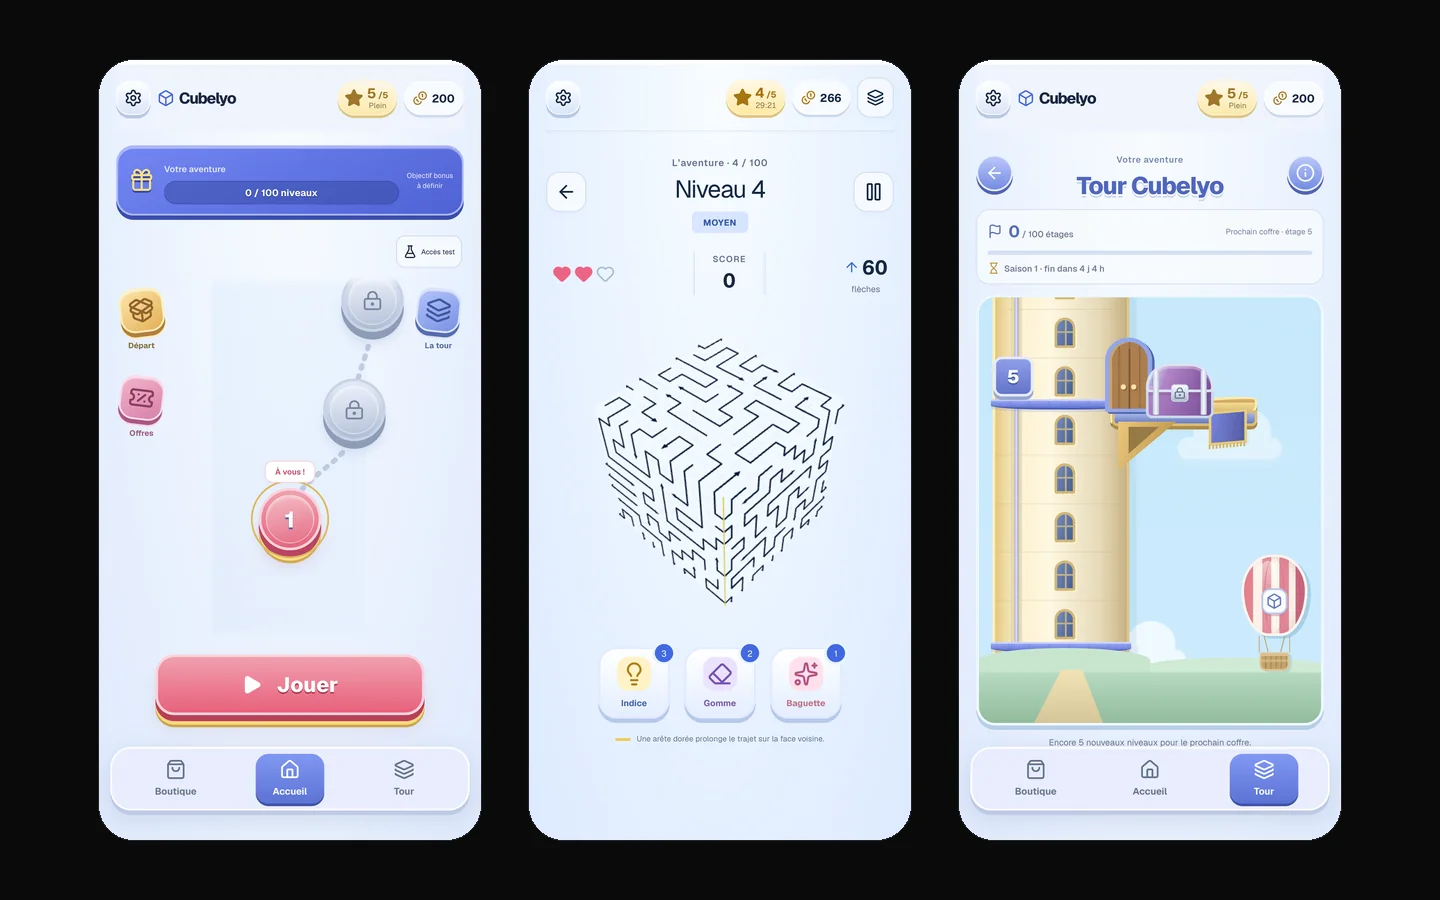 Cubelyo
5 /5
Plein
200
Votre aventure
0 / 100 niveaux
Objectif bonus
à définir
Accès test
Départ
La tour
Offres
À vous !
1
Jouer
Boutique
Accueil
Tour
4 /5
29:21
266
L'aventure · 4 / 100
Niveau 4
MOYEN
SCORE
0
60
flèches
3
2
1
Indice
Gomme
Baguette
Une arête dorée prolonge le trajet sur la face voisine.
Cubelyo
5 /5
Plein
200
Votre aventure
Tour Cubelyo
0 / 100 étages
Prochain coffre · étage 5
Saison 1 · fin dans 4 j 4 h
5
Encore 5 nouveaux niveaux pour le prochain coffre.
Boutique
Accueil
Tour